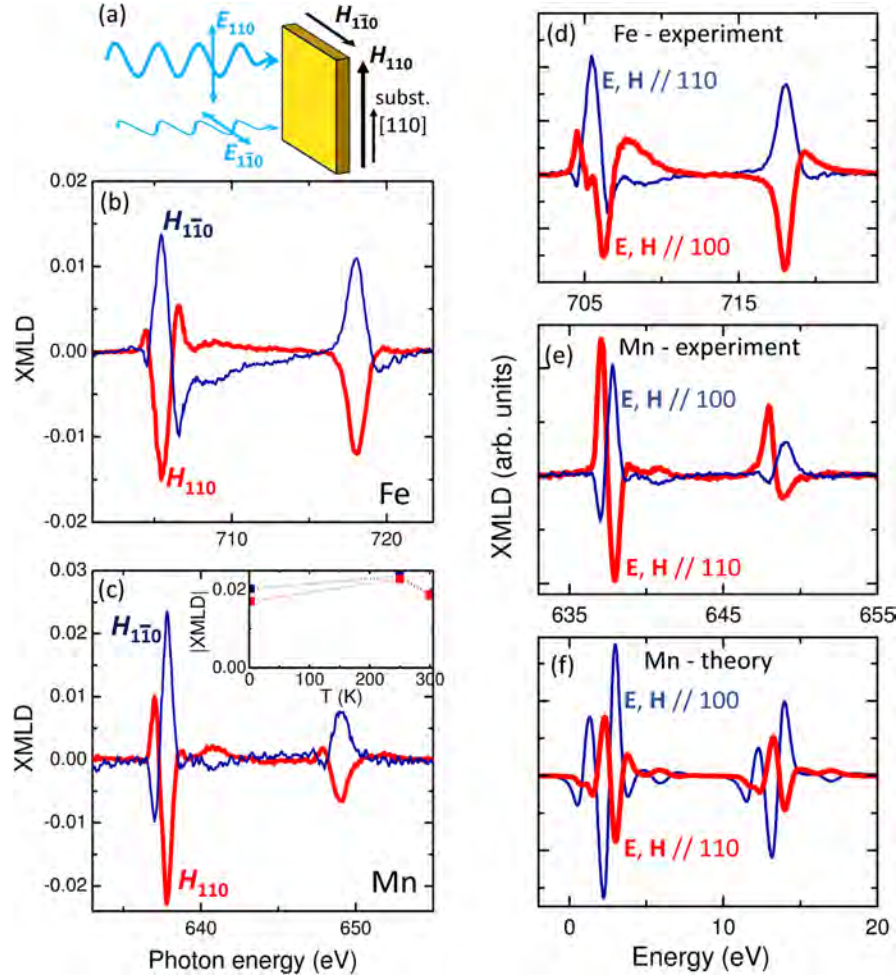 (a)
E110
H11̅0
H110
subst.
[110]
E11̅0
0.02
(b)
H11̅0
0.01
XMLD
0.00
-0.01
H110
Fe
-0.02
710
720
0.03
(c)
H11̅0
0.02
|XMLD|
0.00
0
100
200
300
T (K)
0.02
0.01
XMLD
0.00
-0.01
-0.02
H110
Mn
640
650
Photon energy (eV)
(d)
Fe - experiment
E, H // 110
E, H // 100
705
715
(e)
Mn - experiment
E, H // 100
XMLD (arb. units)
E, H // 110
635
645
655
(f)
Mn - theory
E, H // 100
E, H // 110
0
10
20
Energy (eV)